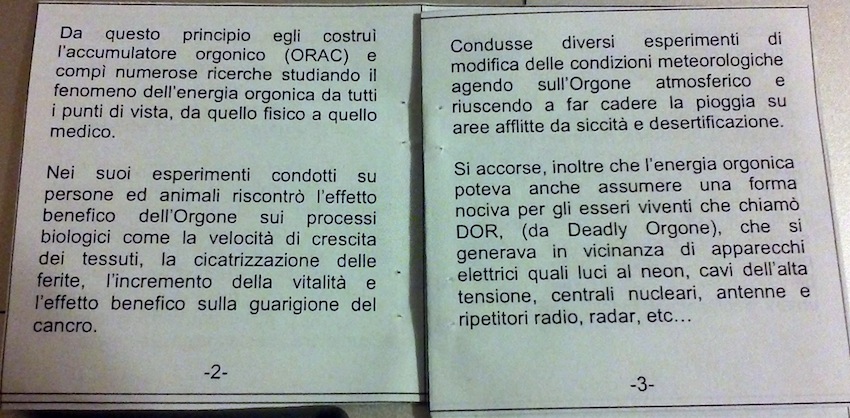 Da questo principio egli costruì
l'accumulatore orgonico (ORAC) e
compì numerose ricerche studiando il
fenomeno dell'energia orgonica da tutti
i punti di vista, da quello fisico a quello
medico.
Nei suoi esperimenti condotti su
persone ed animali riscontrò l'effetto
benefico dell'Orgone sui processi
biologici come la velocità di crescita
dei tessuti, la cicatrizzazione delle
ferite, l'incremento della vitalità e
l'effetto benefico sulla guarigione del
cancro.
-2-
Condusse diversi esperimenti di
modifica delle condizioni meteorologiche
agendo sull'Orgone atmosferico e
riuscendo a far cadere la pioggia su
aree afflitte da siccità e desertificazione.
Si accorse, inoltre che l'energia orgonica
poteva anche assumere una forma
nociva per gli esseri viventi che chiamò
DOR, (da Deadly Orgone), che si
generava in vicinanza di apparecchi
elettrici quali luci al neon, cavi dell'alta
tensione, centrali nucleari, antenne e
ripetitori radio, radar, etc...
-3-